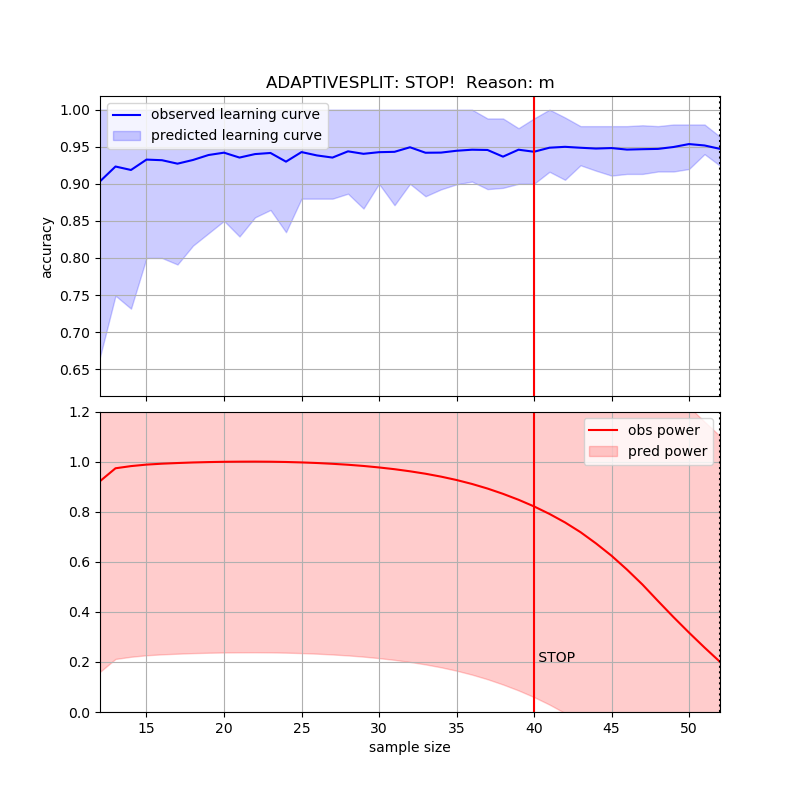 ADAPTIVESPLIT: STOP!  Reason: m
observed learning curve
predicted learning curve
1.00
0.95
0.90
0.85
0.80
0.75
0.70
0.65
accuracy
obs power
pred power
1.2
1.0
0.8
0.6
0.4
0.2
0.0
STOP
15
20
25
30
35
40
45
50
sample size